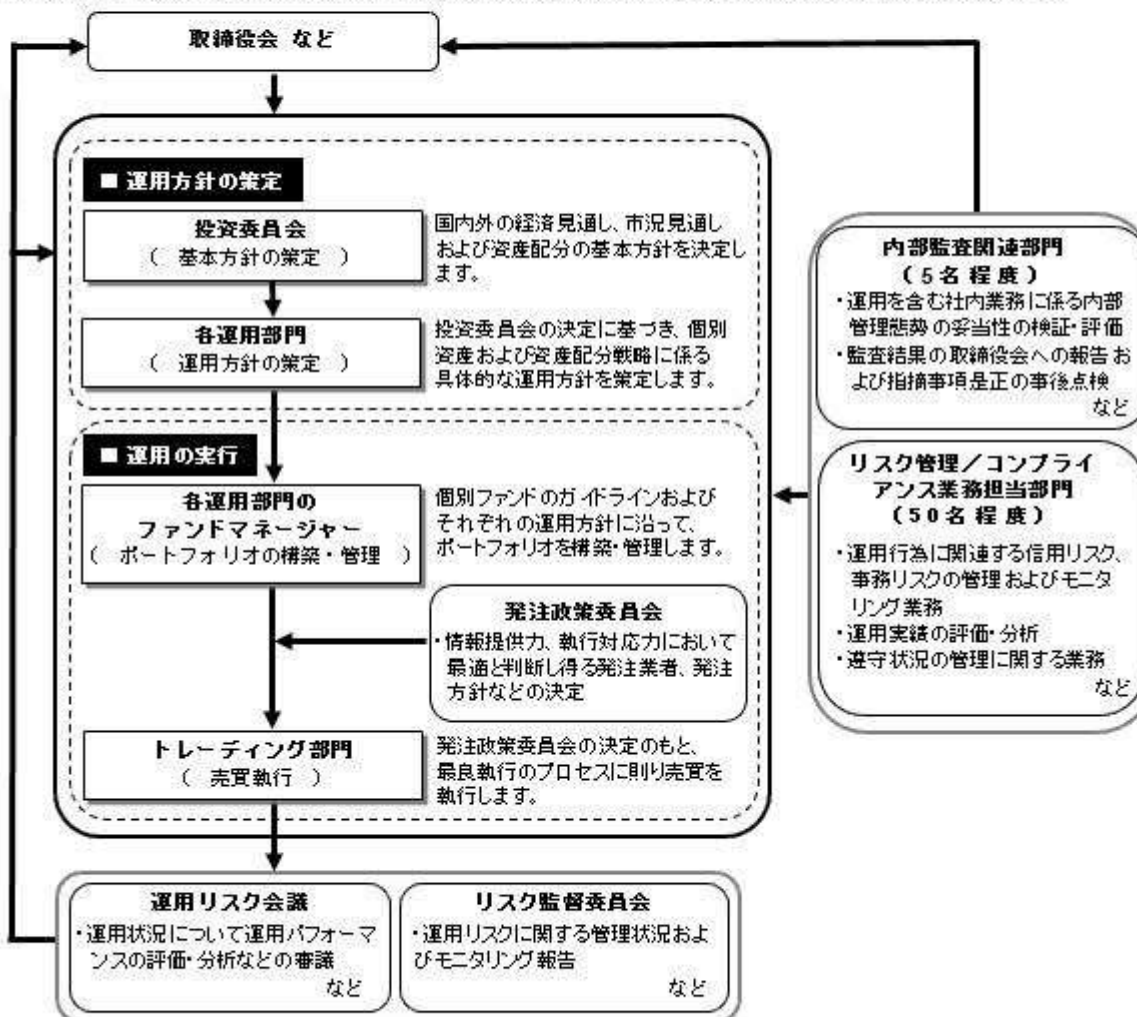 取締役会 など
■ 運用方針の策定
投資委員会
( 基本方針の策定 )
国内外の経済見通し、市況見通し
および資産配分の基本方針を決定し
ます。
各運用部門
( 運用方針の策定 )
投資委員会の決定に基づき、個別
資産および資産配分戦略に係る
具体的な運用方針を策定します。
■ 運用の実行
各運用部門の
ファンドマネージャー
( ポートフォリオの構築・管理 )
個別ファンドのガイドラインおよび
それぞれの運用方針に沿って、
ポートフォリオを構築・管理します。
発注政策委員会
・情報提供力、執行対応力において
最適と判断し得る発注業者、発注
方針などの決定
トレーディング部門
( 売買執行 )
発注政策委員会の決定のもと、
最良執行のプロセスに則り売買を
執行します。
内部監査関連部門
(5名程度)
・運用を含む社内業務に係る内部
管理態勢の妥当性の検証・評価
・監査結果の取締役会への報告お
よび指摘事項是正の事後点検
など
リスク管理/コンプライ
アンス業務担当部門
(50名程度)
・運用行為に関連する信用リスク、
事務リスクの管理およびモニタ
リング業務
・運用実績の評価・分析
・遵守状況の管理に関する業務
など
運用リスク会議
・運用状況について運用パフォーマ
ンスの評価・分析などの審議
など
リスク監督委員会
・運用リスクに関する管理状況およ
びモニタリング報告
など